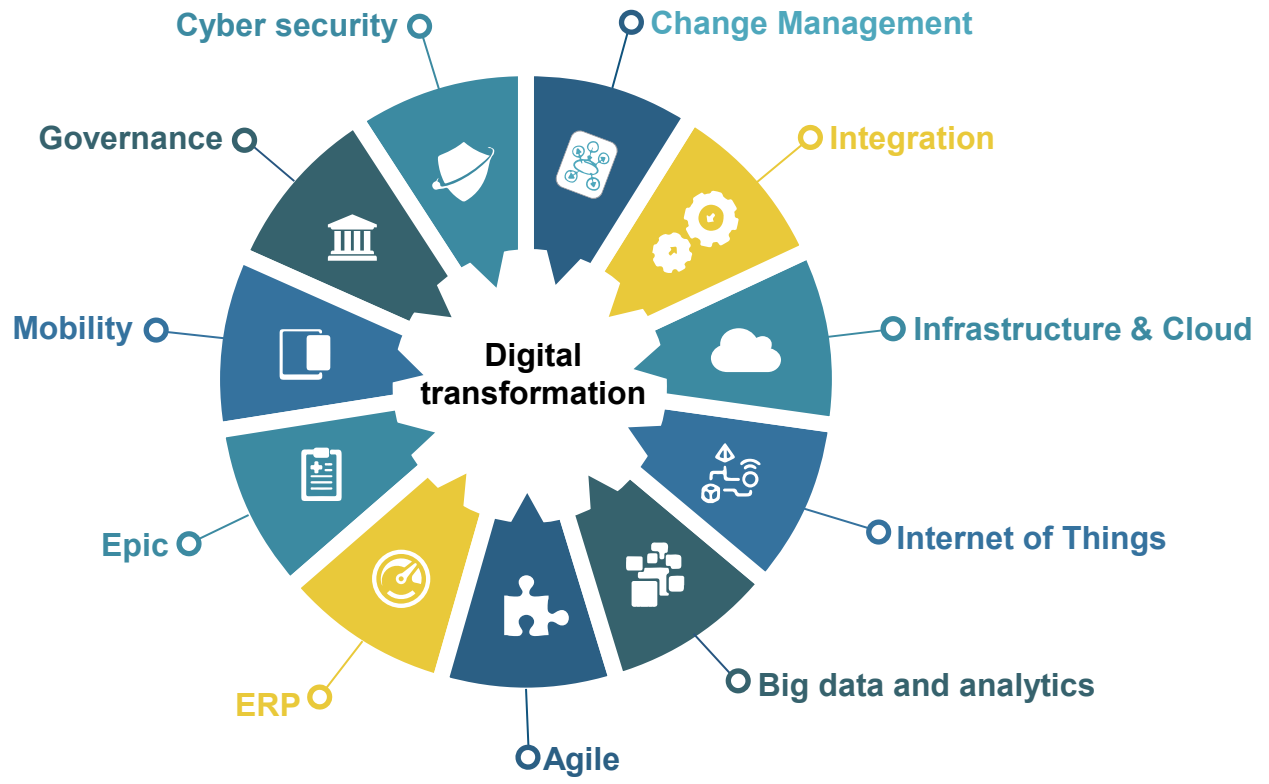 Cyber security
Change Management
Governance
Integration
Mobility
Infrastructure & Cloud
Digital
transformation
Epic
Internet of Things
ERP
Big data and analytics
Agile